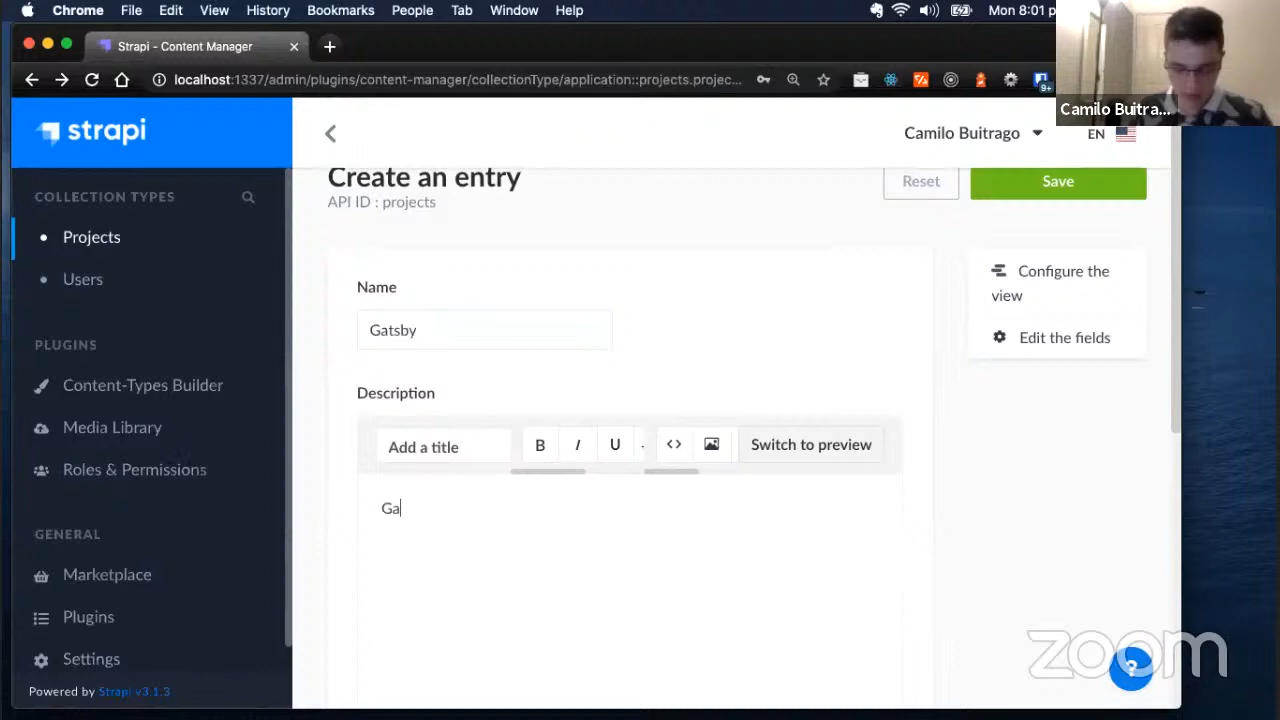 Chrome File Edit View History Bookmarks People Tab Window Help Mon 8:01 p
Strapi - Content Manager
localhost:1337/admin/plugins/content-manager/collectionType/application::projects.projec...
9+
Camilo Buitra...
strapi
Camilo Buitrago EN
Create an entry
Reset
Save
API ID : projects
COLLECTION TYPES
Projects
Users
PLUGINS
Content-Types Builder
Media Library
Roles & Permissions
GENERAL
Marketplace
Plugins
Settings
Powered by Strapi v3.1.3
Name
Gatsby
Description
Add a title B I U <> Switch to preview
Ga
Configure the
view
Edit the fields
zoom
?